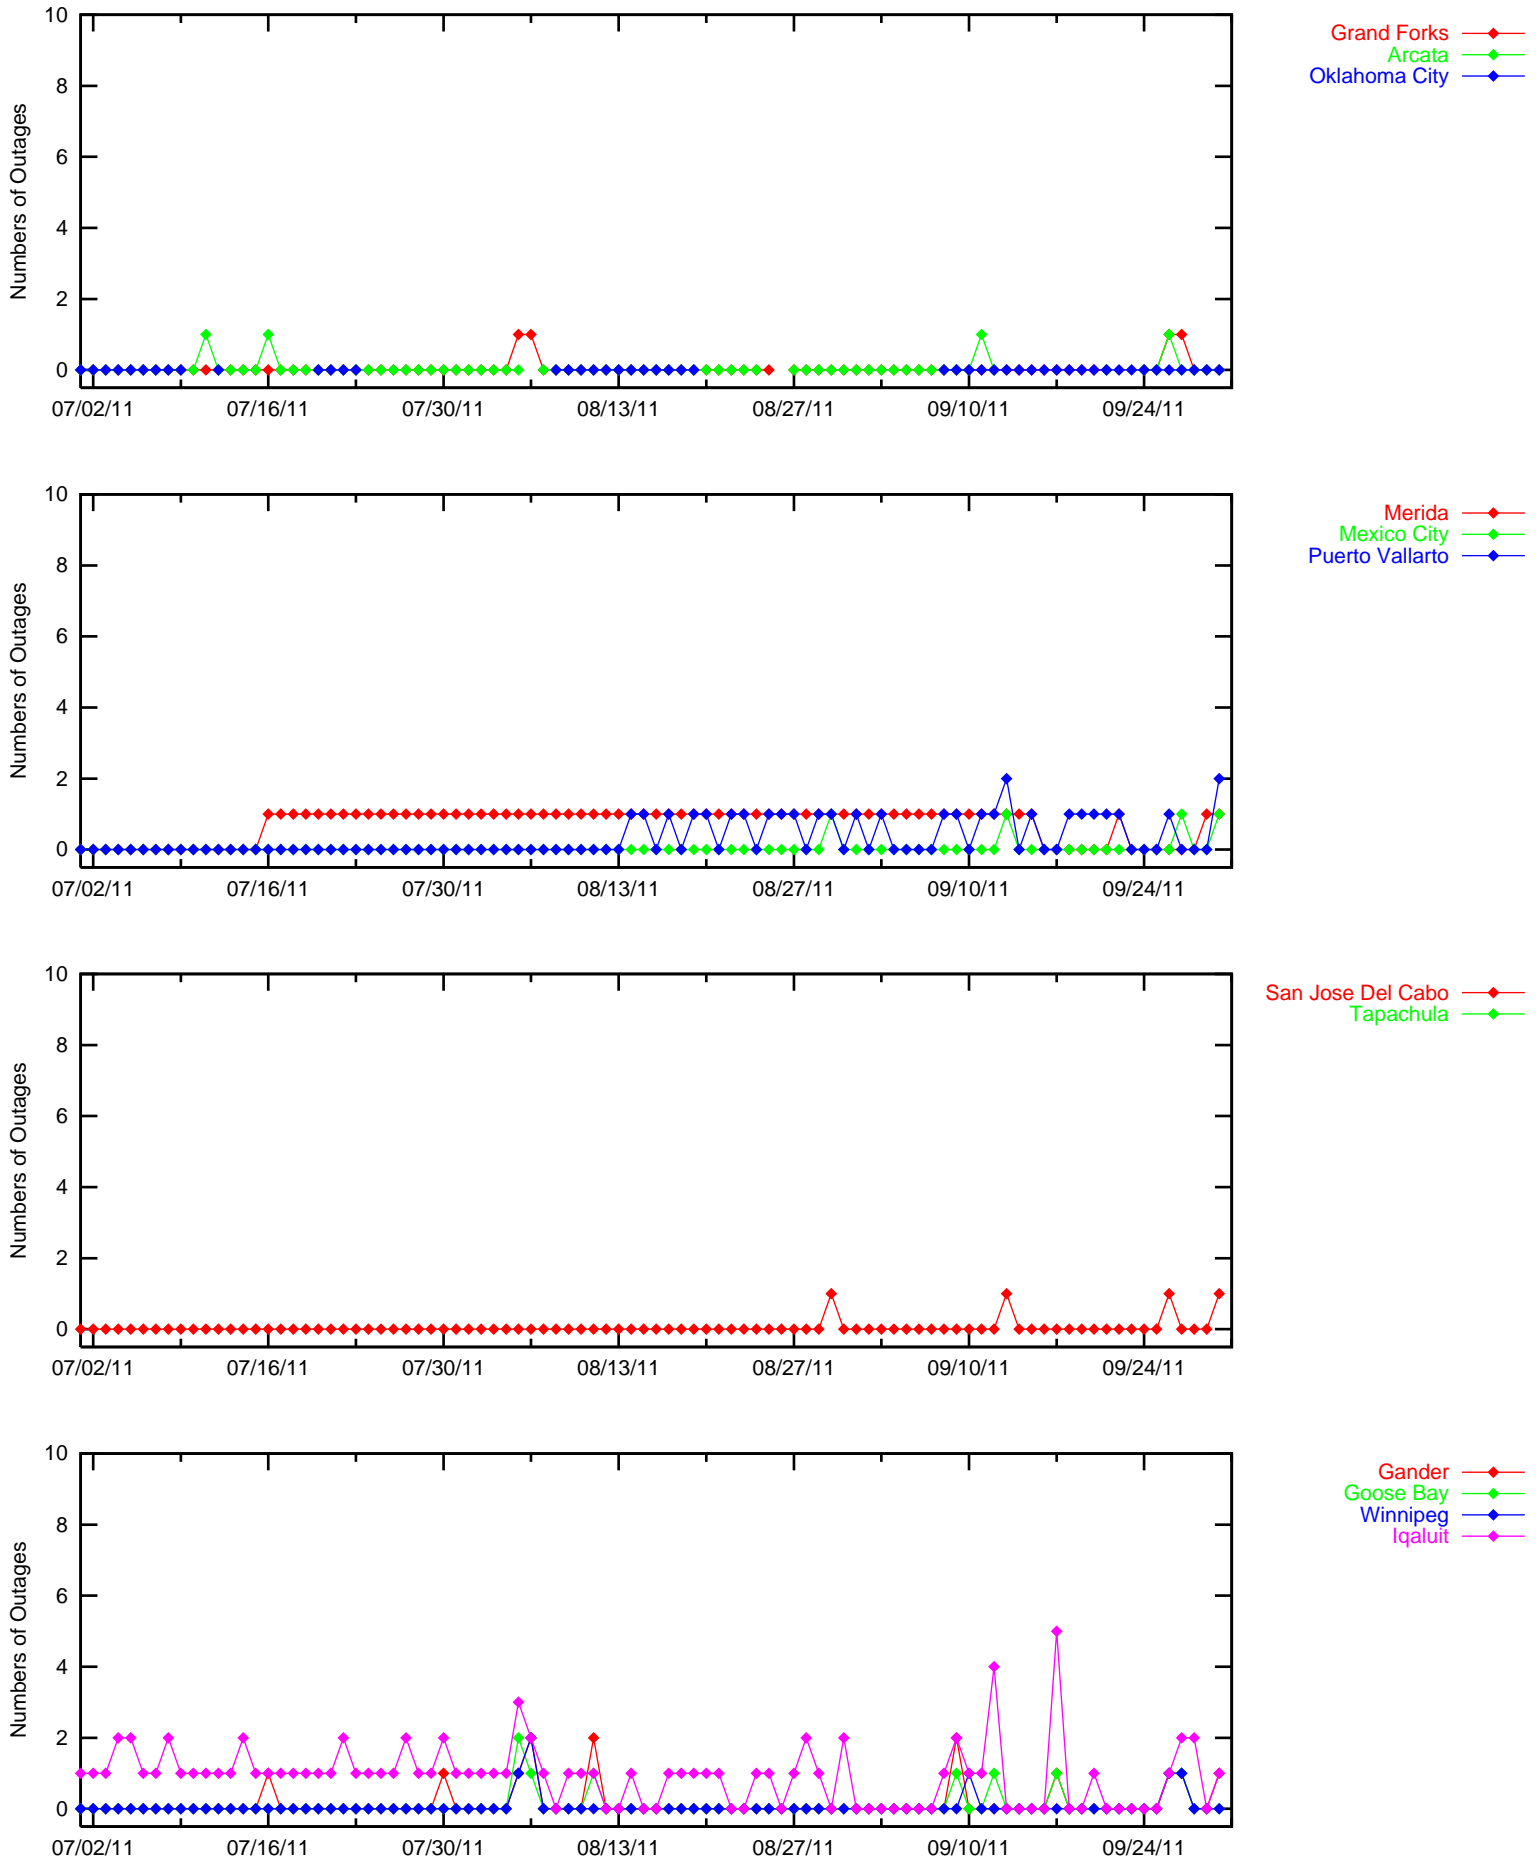 10
8
6
4
2
0
Numbers of Outages
07/02/11 07/16/11 07/30/11 08/13/11 08/27/11 09/10/11 09/24/11
Grand Forks
Arcata
Oklahoma City
10
8
6
4
2
0
Numbers of Outages
07/02/11 07/16/11 07/30/11 08/13/11 08/27/11 09/10/11 09/24/11
Merida
Mexico City
Puerto Vallarto
10
8
6
4
2
0
Numbers of Outages
07/02/11 07/16/11 07/30/11 08/13/11 08/27/11 09/10/11 09/24/11
San Jose Del Cabo
Tapachula
10
8
6
4
2
0
Numbers of Outages
07/02/11 07/16/11 07/30/11 08/13/11 08/27/11 09/10/11 09/24/11
Gander
Goose Bay
Winnipeg
Iqaluit